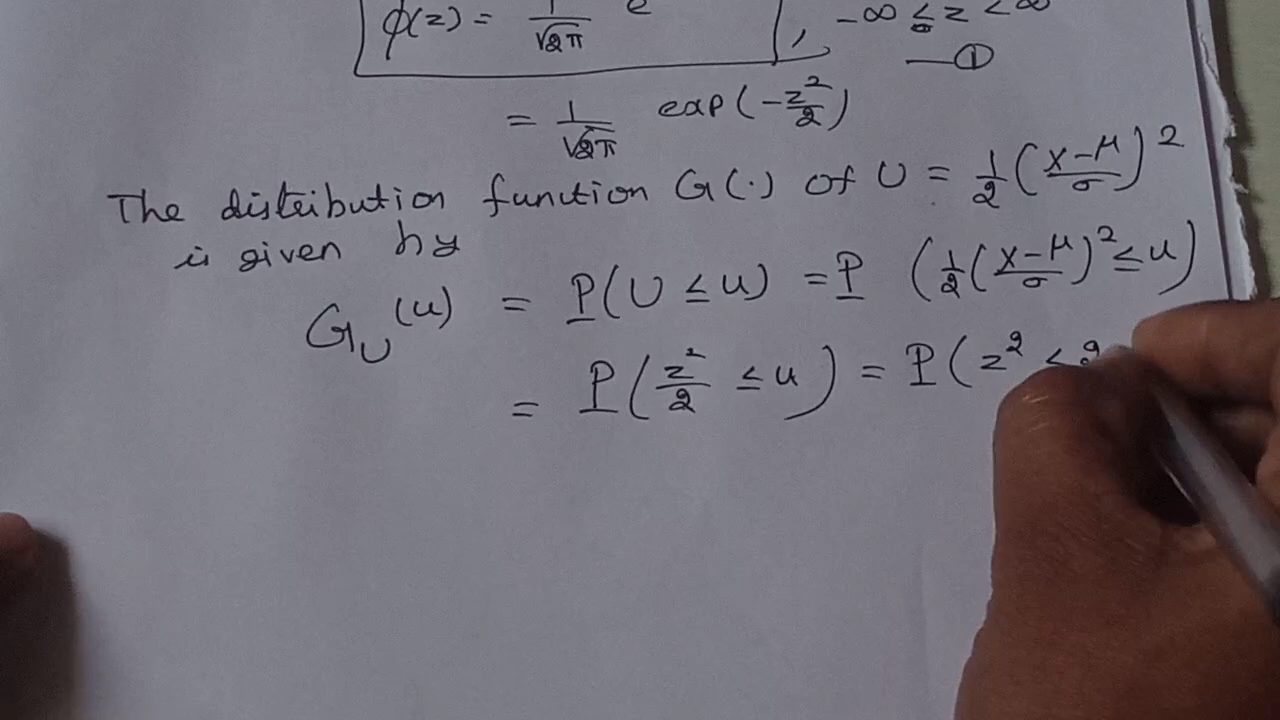 φ(z) = 1/√2π e , -∞ ≤ z < ∞
—①
= 1/√2π exp(-z²/2)
The distribution function G(·) of U = 1/2 (X-μ/σ)²
is given by
G_U(u) = P(U ≤ u) = P (1/2 (X-μ/σ)² ≤ u)
= P(z²/2 ≤ u) = P(z² < 2